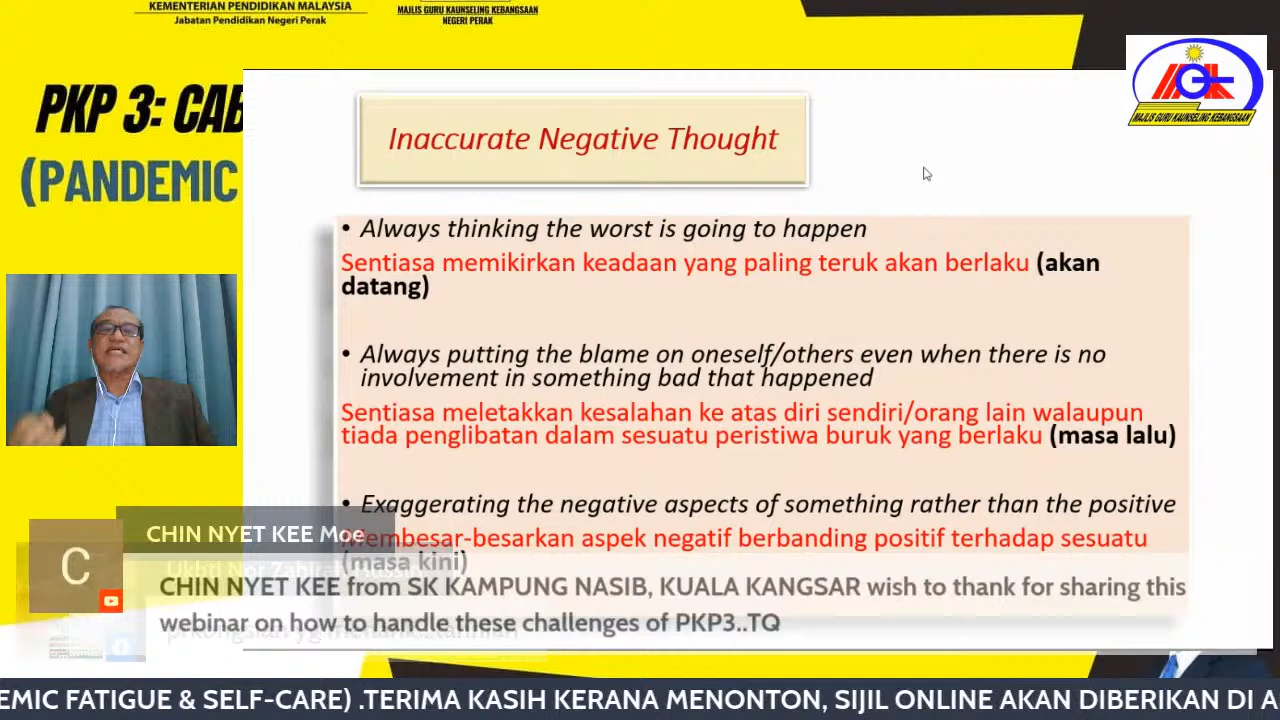 KEMENTERIAN PENDIDIKAN MALAYSIA
Jabatan Pendidikan Negeri Perak
MAJLIS GURU KAUNSELING KEBANGSAAN
NEGERI PERAK
MAJLIS GURU KAUNSELING KEBANGSAAN
PKP 3: CAB
(PANDEMIC
Inaccurate Negative Thought
• Always thinking the worst is going to happen
Sentiasa memikirkan keadaan yang paling teruk akan berlaku (akan
datang)
• Always putting the blame on oneself/others even when there is no
involvement in something bad that happened
Sentiasa meletakkan kesalahan ke atas diri sendiri/orang lain walaupun
tiada penglibatan dalam sesuatu peristiwa buruk yang berlaku (masa lalu)
• Exaggerating the negative aspects of something rather than the positive
Membesar-besarkan aspek negatif berbanding positif terhadap sesuatu
(masa kini)
C
CHIN NYET KEE Moe
CHIN NYET KEE from SK KAMPUNG NASIB, KUALA KANGSAR wish to thank for sharing this
webinar on how to handle these challenges of PKP3..TQ
EMIC FATIGUE & SELF-CARE) .TERIMA KASIH KERANA MENONTON, SIJIL ONLINE AKAN DIBERIKAN DI A